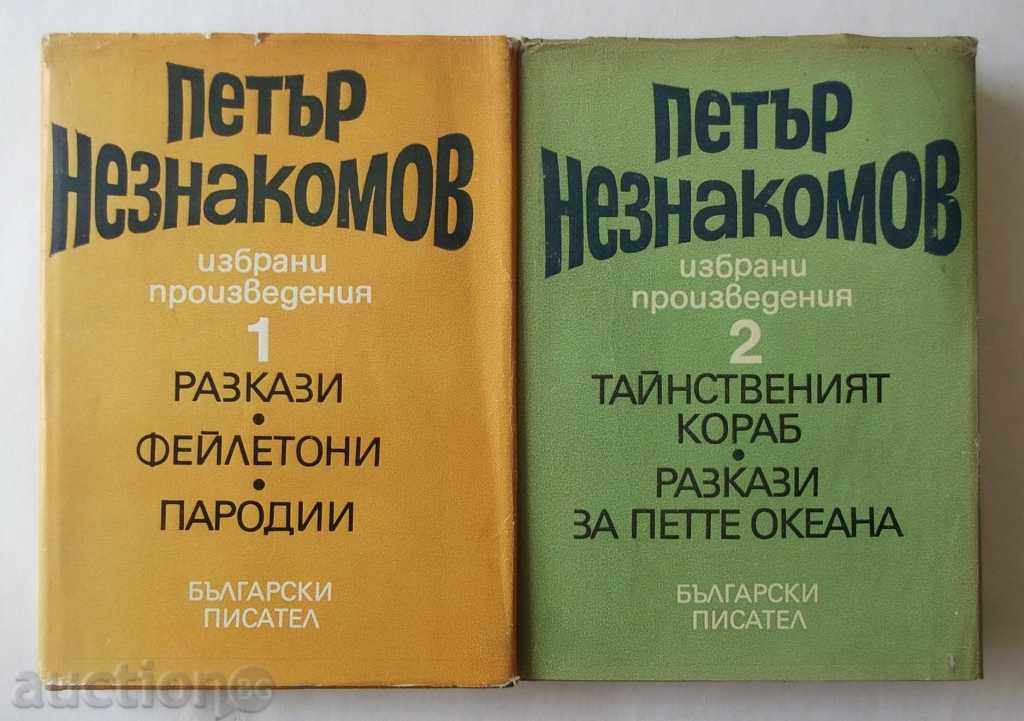 Петър
Незнакомов
избрани
произведения
1
РАЗКАЗИ
•
ФЕЙЛЕТОНИ
•
ПАРОДИИ
БЪЛГАРСКИ
ПИСАТЕЛ
Петър
Незнакомов
избрани
произведения
2
ТАЙНСТВЕНИЯТ
КОРАБ
•
РАЗКАЗИ
ЗА ПЕТТЕ ОКЕАНА
БЪЛГАРСКИ
ПИСАТЕЛ
auction BG